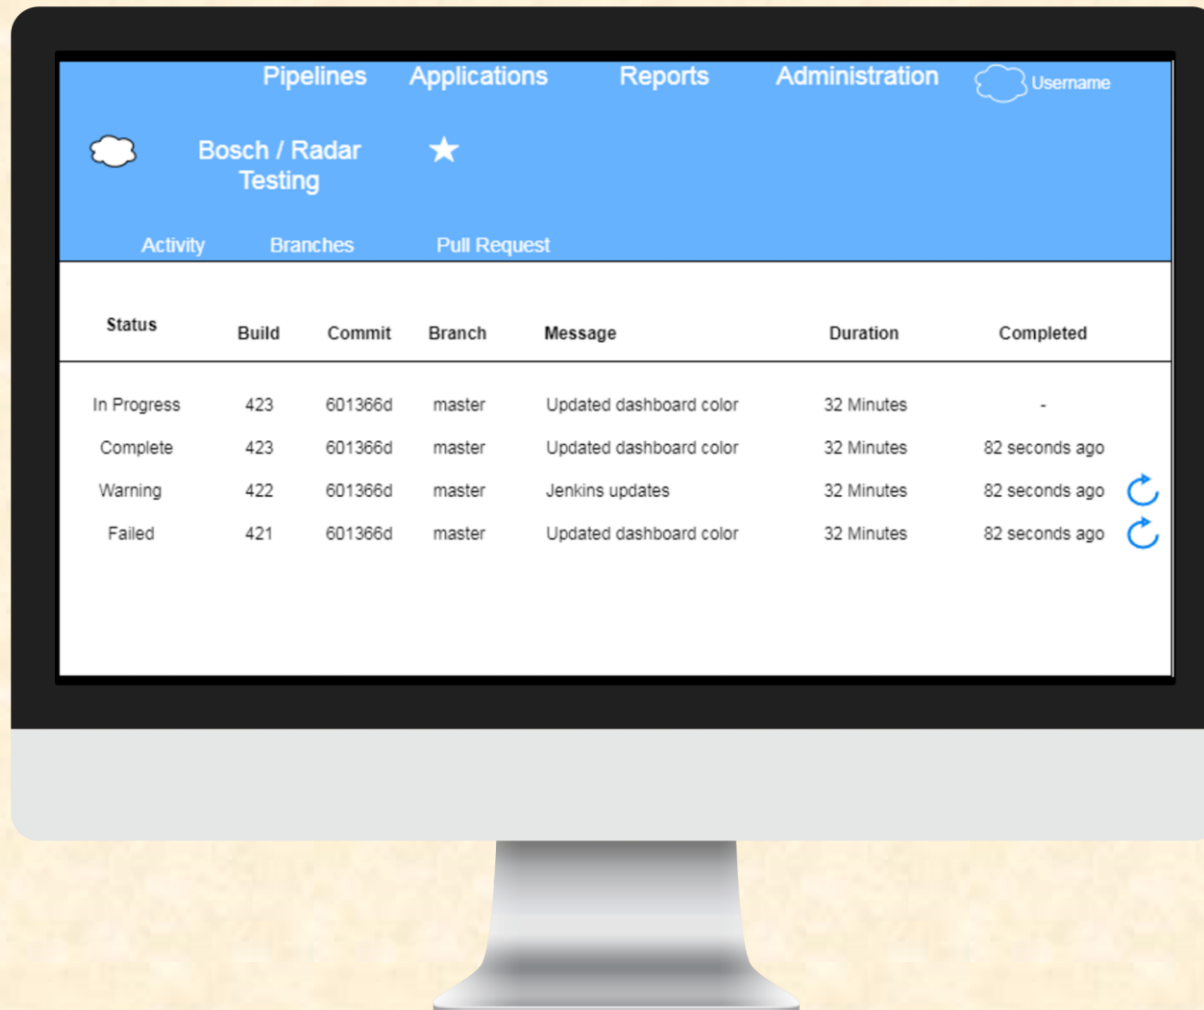 Pipelines Applications Reports Administration Username
Bosch / Radar
Testing
Activity Branches Pull Request
Status Build Commit Branch Message Duration Completed
In Progress 423 601366d master Updated dashboard color 32 Minutes -
Complete 423 601366d master Updated dashboard color 32 Minutes 82 seconds ago
Warning 422 601366d master Jenkins updates 32 Minutes 82 seconds ago
Failed 421 601366d master Updated dashboard color 32 Minutes 82 seconds ago